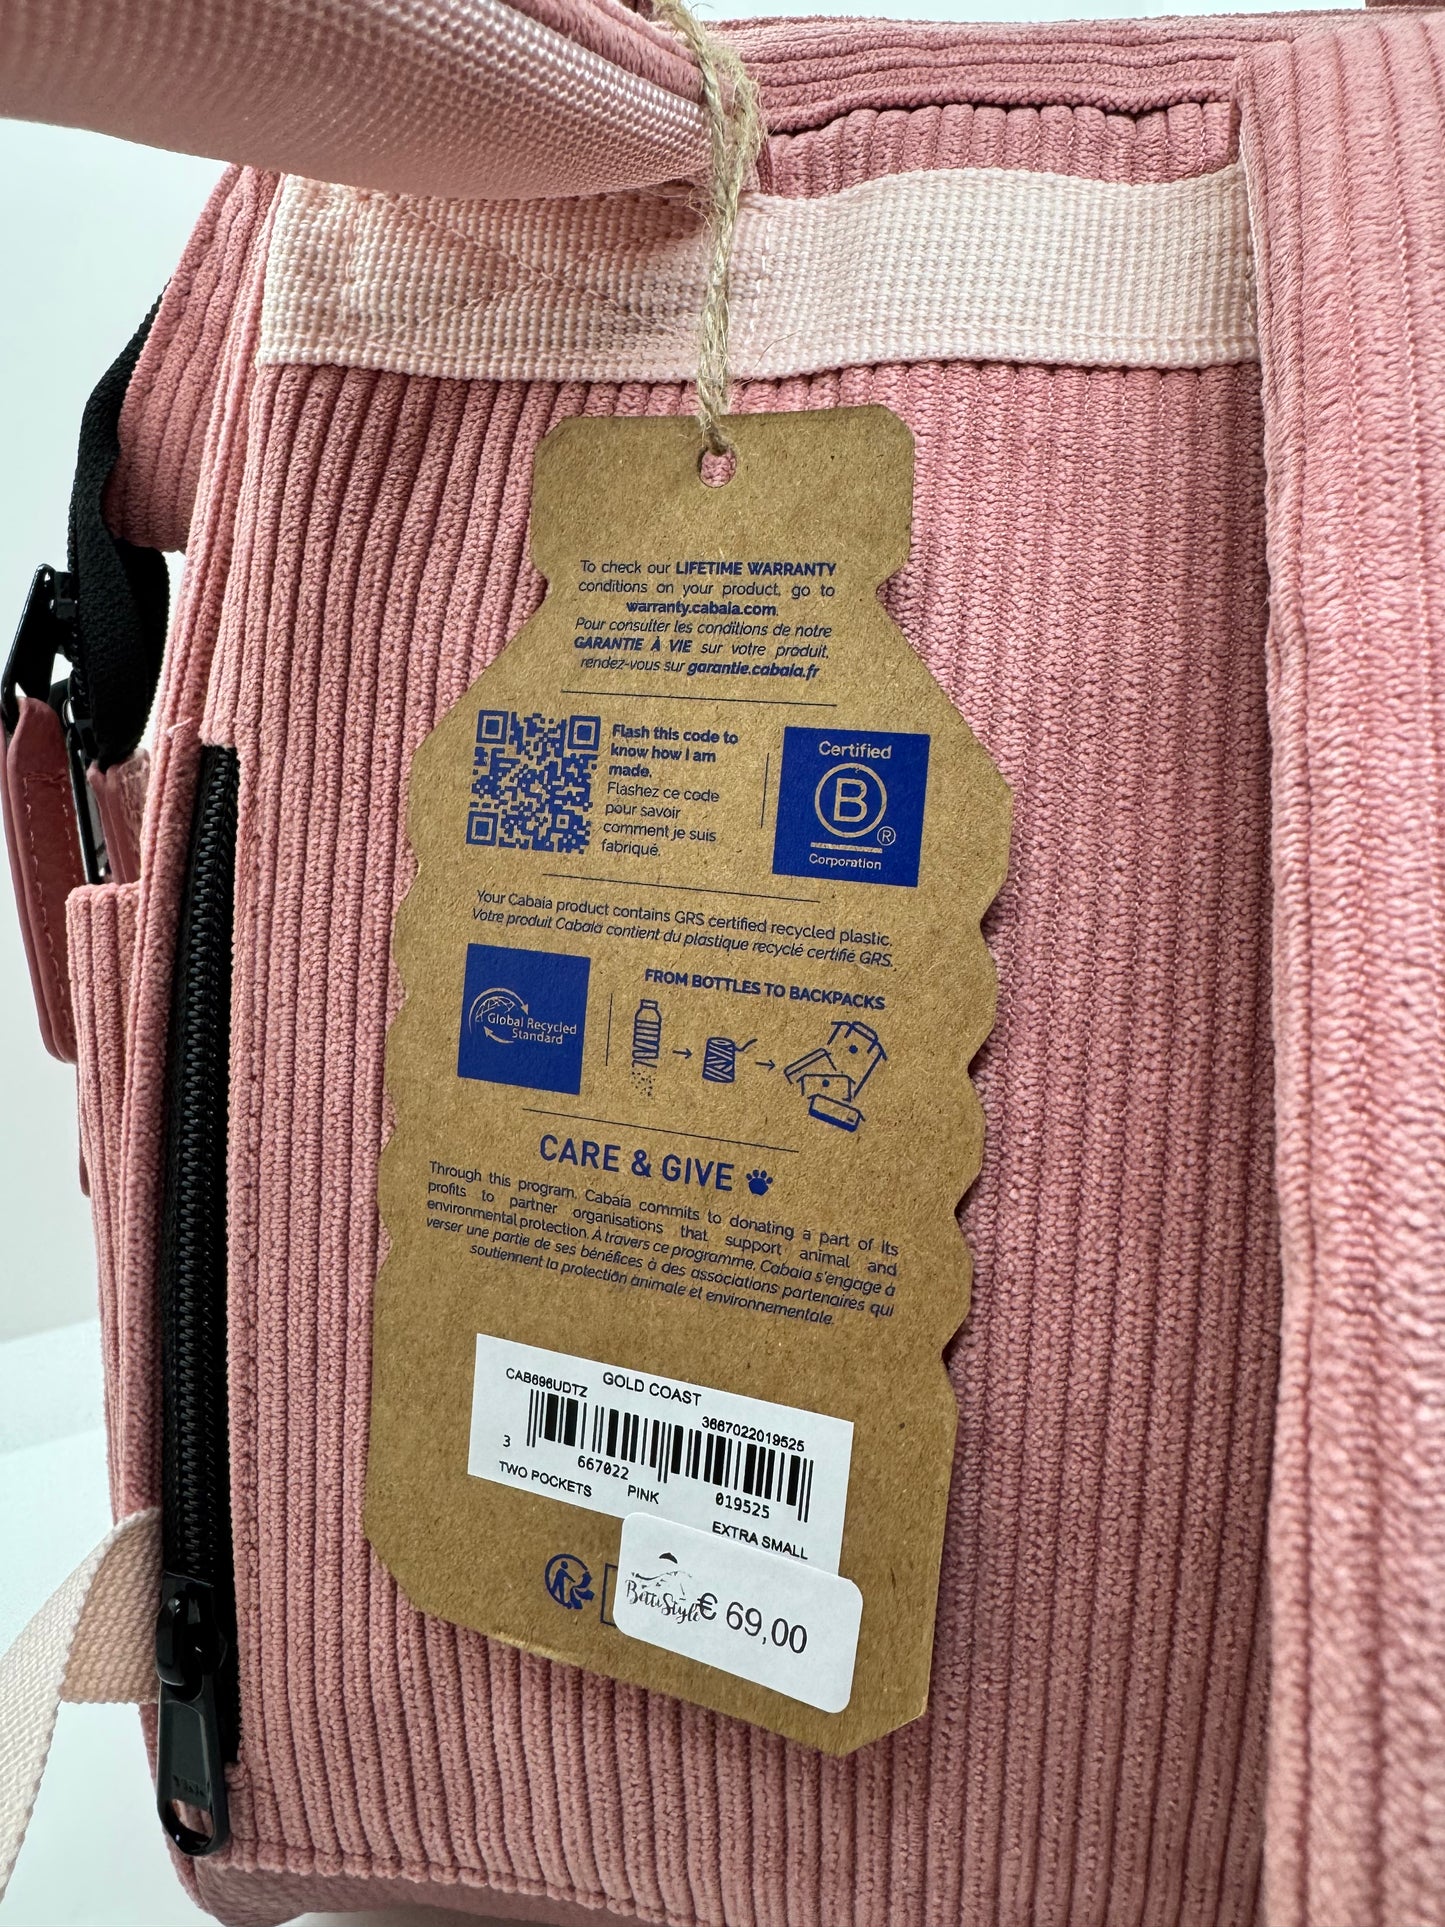 To check our LIFETIME WARRANTY
conditions on your product, go to
warranty.cabaia.com.
Pour consulter les conditions de notre
GARANTIE À VIE sur votre produit,
rendez-vous sur garantie.cabaia.fr
Flash this code to
know how I am
made.
Flashez ce code
pour savoir
comment je suis
fabriqué.
Certified
B
®
Corporation
Your Cabaia product contains GRS certified recycled plastic.
Votre produit Cabaïa contient du plastique recyclé certifié GRS.
Global Recycled
Standard
FROM BOTTLES TO BACKPACKS
CARE & GIVE
Through this program, Cabaïa commits to donating a part of its
profits to partner organisations that support animal and
environmental protection. À travers ce programme, Cabaïa s'engage à
verser une partie de ses bénéfices à des associations partenaires qui
soutiennent la protection animale et environnementale.
CAB696UDTZ GOLD COAST
3667022019525
3 667022 019525
TWO POCKETS PINK
EXTRA SMALL
BettiStyle € 69,00